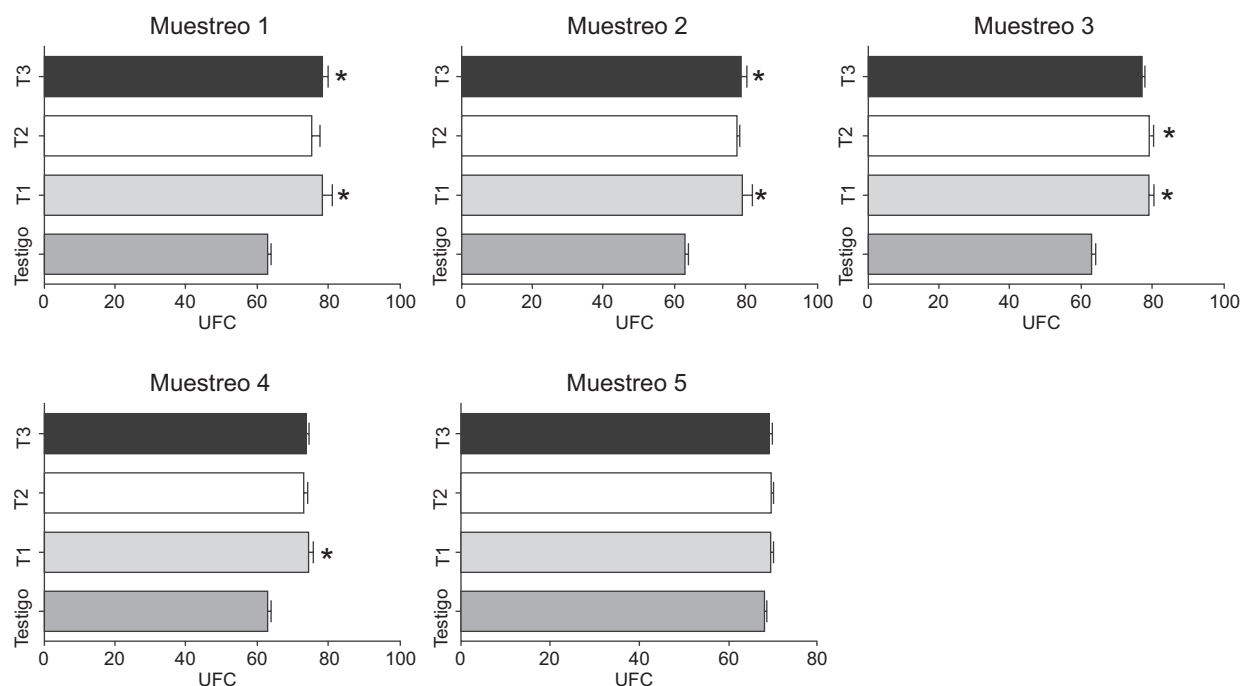 Muestreo 1
T3
*
T2
T1
*
Testigo
0 20 40 60 80 100
UFC
Muestreo 2
T3
*
T2
T1
*
Testigo
0 20 40 60 80 100
UFC
Muestreo 3
T3
T2
*
T1
*
Testigo
0 20 40 60 80 100
UFC
Muestreo 4
T3
T2
T1
*
Testigo
0 20 40 60 80 100
UFC
Muestreo 5
T3
T2
T1
Testigo
0 20 40 60 80
UFC